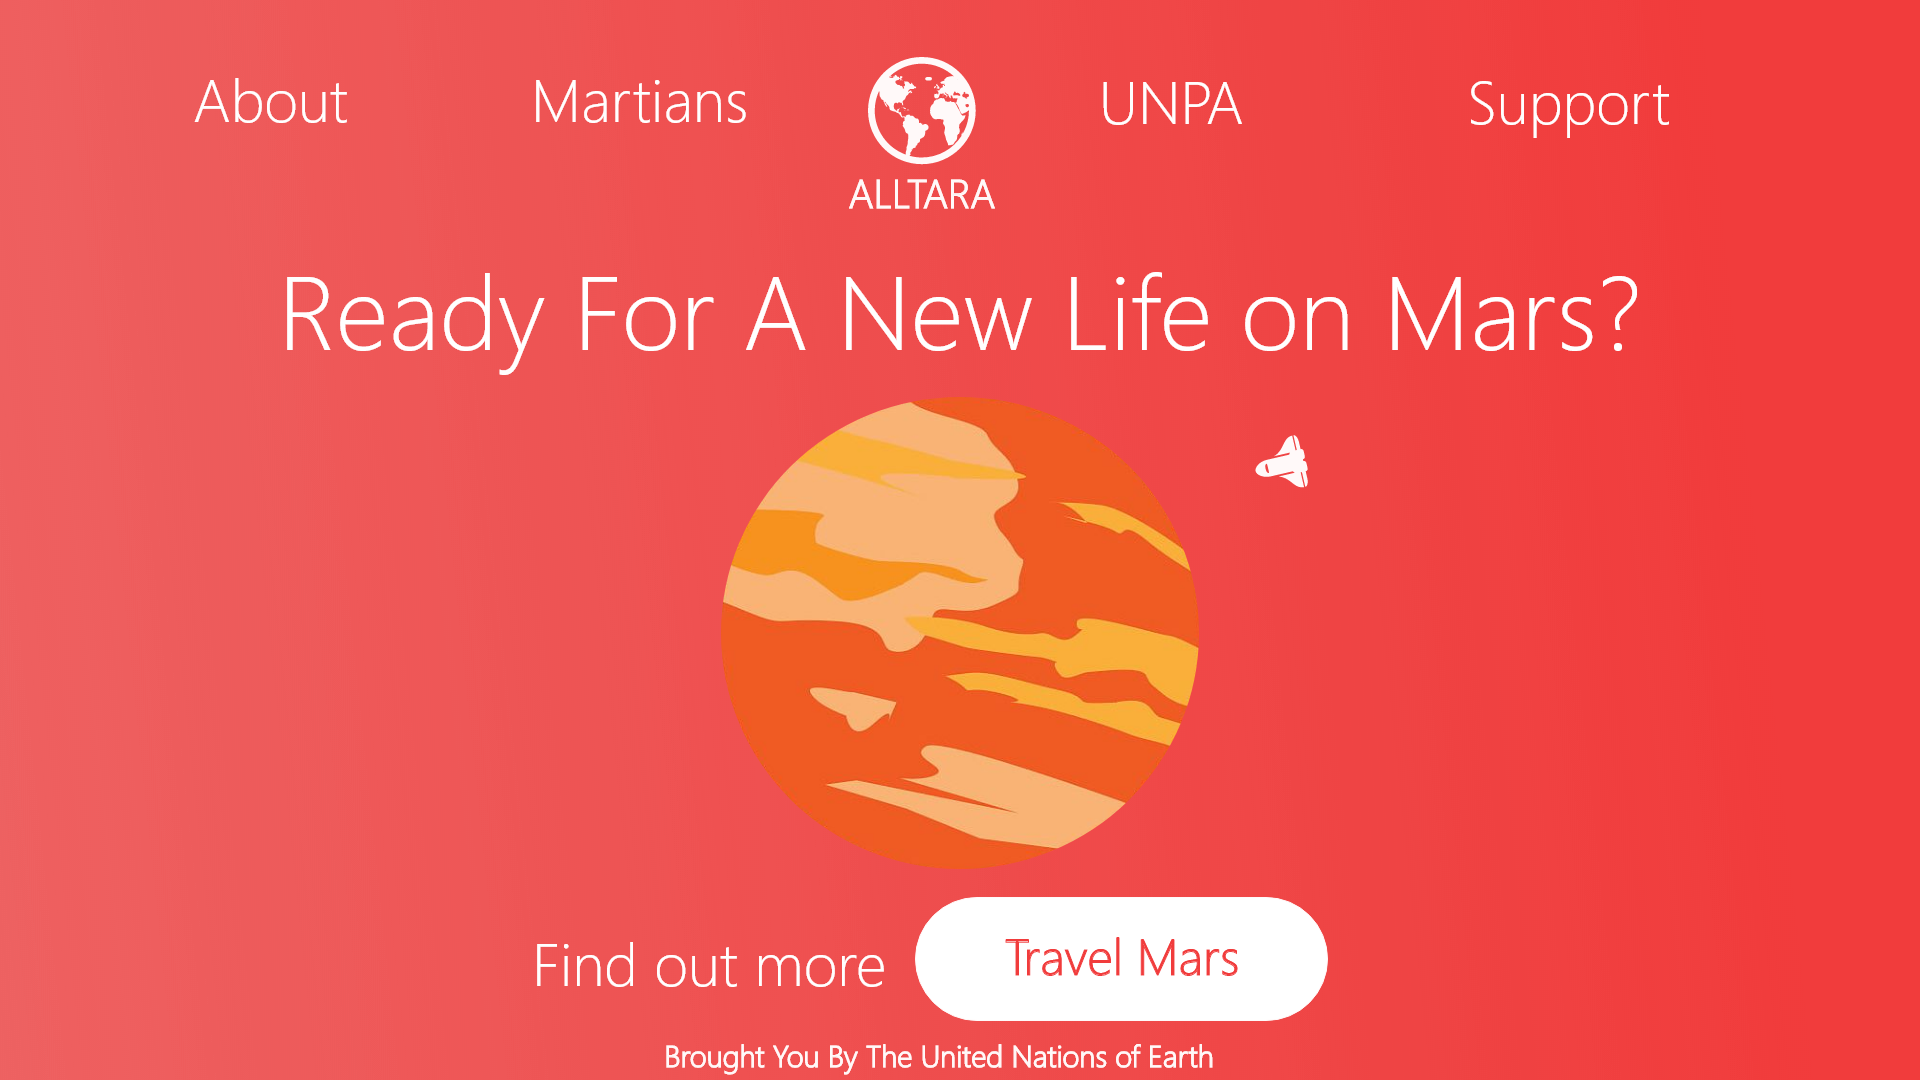 About Martians UNPA Support
ALLTARA
Ready For A New Life on Mars?
Find out more Travel Mars
Brought You By The United Nations of Earth